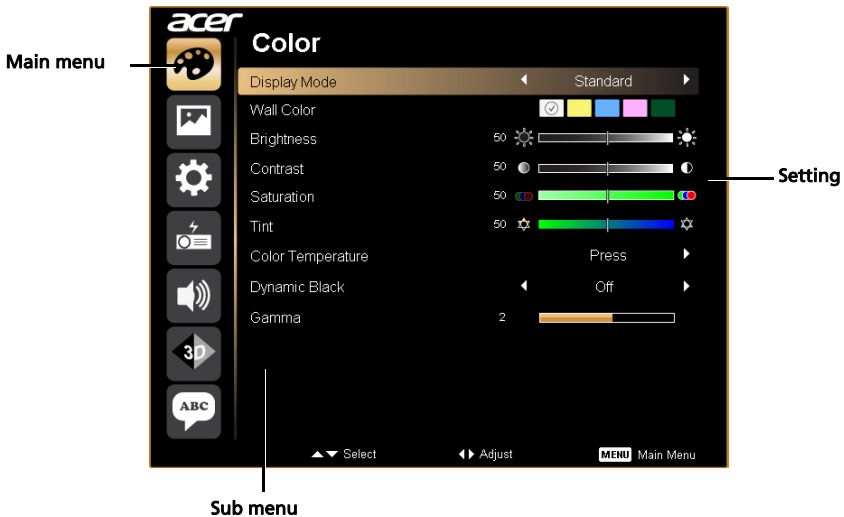 acer
Color
Main menu
Display Mode Standard
Wall Color
Brightness 50
Contrast 50
Setting
Saturation 50
Tint 50
Color Temperature Press
Dynamic Black Off
Gamma 2
3D
ABC
Select Adjust MENU Main Menu
Sub menu